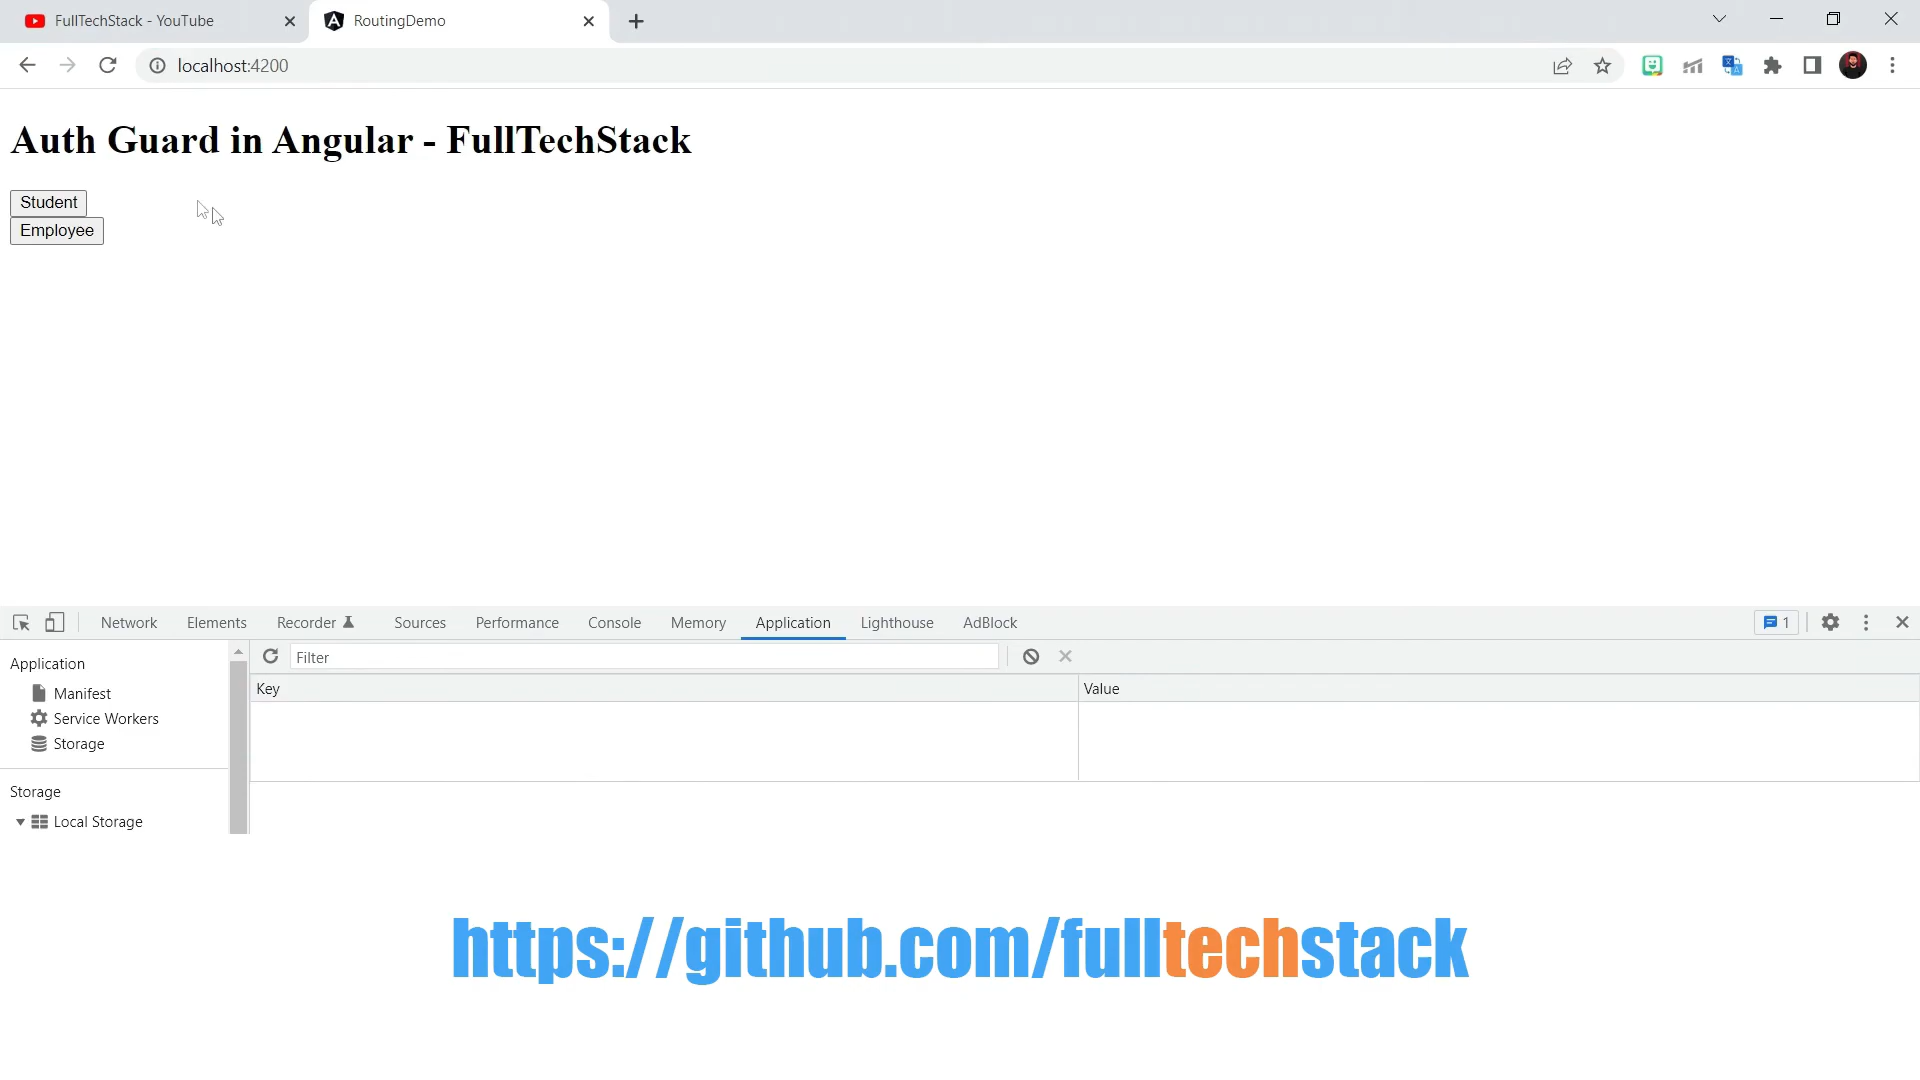 FullTechStack - YouTube
RoutingDemo
localhost:4200
Auth Guard in Angular - FullTechStack
Student
Employee
Network Elements Recorder Sources Performance Console Memory Application Lighthouse AdBlock 1
Application
Manifest
Service Workers
Storage
Storage
Local Storage
Filter
Key Value
https://github.com/fulltechstack